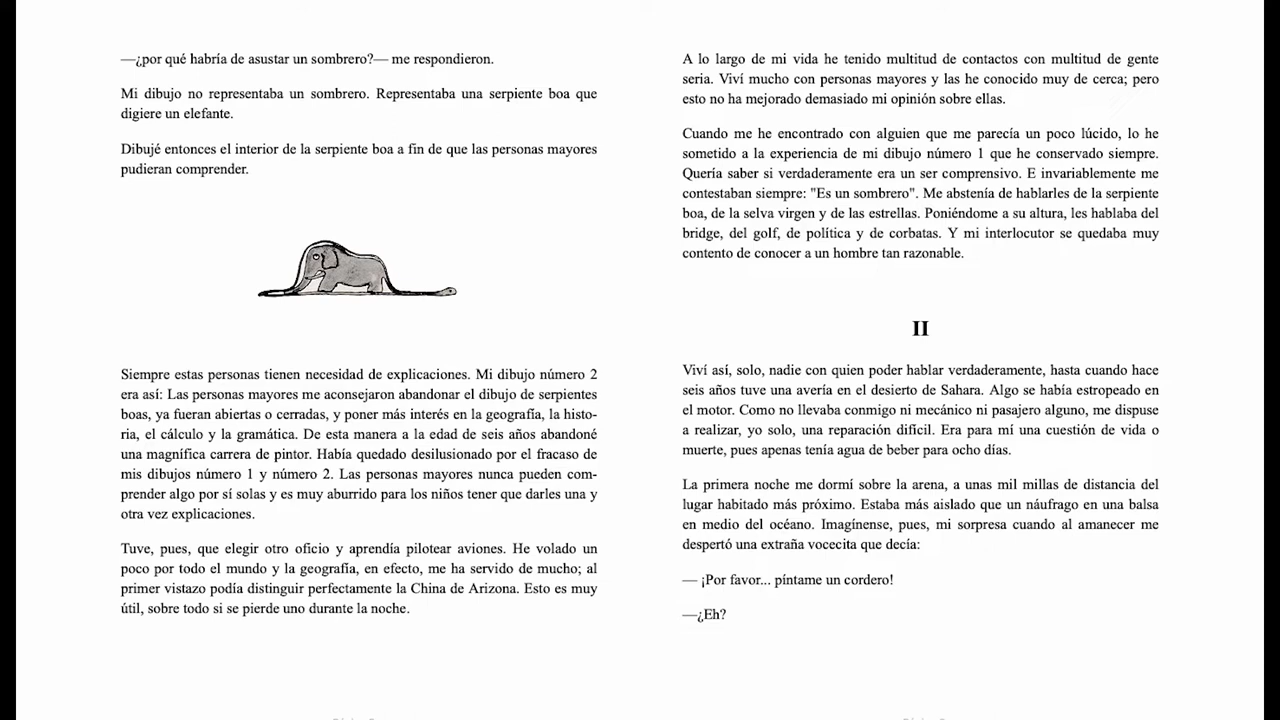 —¿por qué habría de asustar un sombrero?— me respondieron.
Mi dibujo no representaba un sombrero. Representaba una serpiente boa que
digiere un elefante.
Dibujé entonces el interior de la serpiente boa a fin de que las personas mayores
pudieran comprender.
Siempre estas personas tienen necesidad de explicaciones. Mi dibujo número 2
era así: Las personas mayores me aconsejaron abandonar el dibujo de serpientes
boas, ya fueran abiertas o cerradas, y poner más interés en la geografía, la histo-
ria, el cálculo y la gramática. De esta manera a la edad de seis años abandoné
una magnífica carrera de pintor. Había quedado desilusionado por el fracaso de
mis dibujos número 1 y número 2. Las personas mayores nunca pueden com-
prender algo por sí solas y es muy aburrido para los niños tener que darles una y
otra vez explicaciones.
Tuve, pues, que elegir otro oficio y aprendía pilotear aviones. He volado un
poco por todo el mundo y la geografía, en efecto, me ha servido de mucho; al
primer vistazo podía distinguir perfectamente la China de Arizona. Esto es muy
útil, sobre todo si se pierde uno durante la noche.
A lo largo de mi vida he tenido multitud de contactos con multitud de gente
seria. Viví mucho con personas mayores y las he conocido muy de cerca; pero
esto no ha mejorado demasiado mi opinión sobre ellas.
Cuando me he encontrado con alguien que me parecía un poco lúcido, lo he
sometido a la experiencia de mi dibujo número 1 que he conservado siempre.
Quería saber si verdaderamente era un ser comprensivo. E invariablemente me
contestaban siempre: "Es un sombrero". Me abstenía de hablarles de la serpiente
boa, de la selva virgen y de las estrellas. Poniéndome a su altura, les hablaba del
bridge, del golf, de política y de corbatas. Y mi interlocutor se quedaba muy
contento de conocer a un hombre tan razonable.
II
Viví así, solo, nadie con quien poder hablar verdaderamente, hasta cuando hace
seis años tuve una avería en el desierto de Sahara. Algo se había estropeado en
el motor. Como no llevaba conmigo ni mecánico ni pasajero alguno, me dispuse
a realizar, yo solo, una reparación difícil. Era para mí una cuestión de vida o
muerte, pues apenas tenía agua de beber para ocho días.
La primera noche me dormí sobre la arena, a unas mil millas de distancia del
lugar habitado más próximo. Estaba más aislado que un náufrago en una balsa
en medio del océano. Imagínense, pues, mi sorpresa cuando al amanecer me
despertó una extraña vocecita que decía:
— ¡Por favor... píntame un cordero!
—¿Eh?